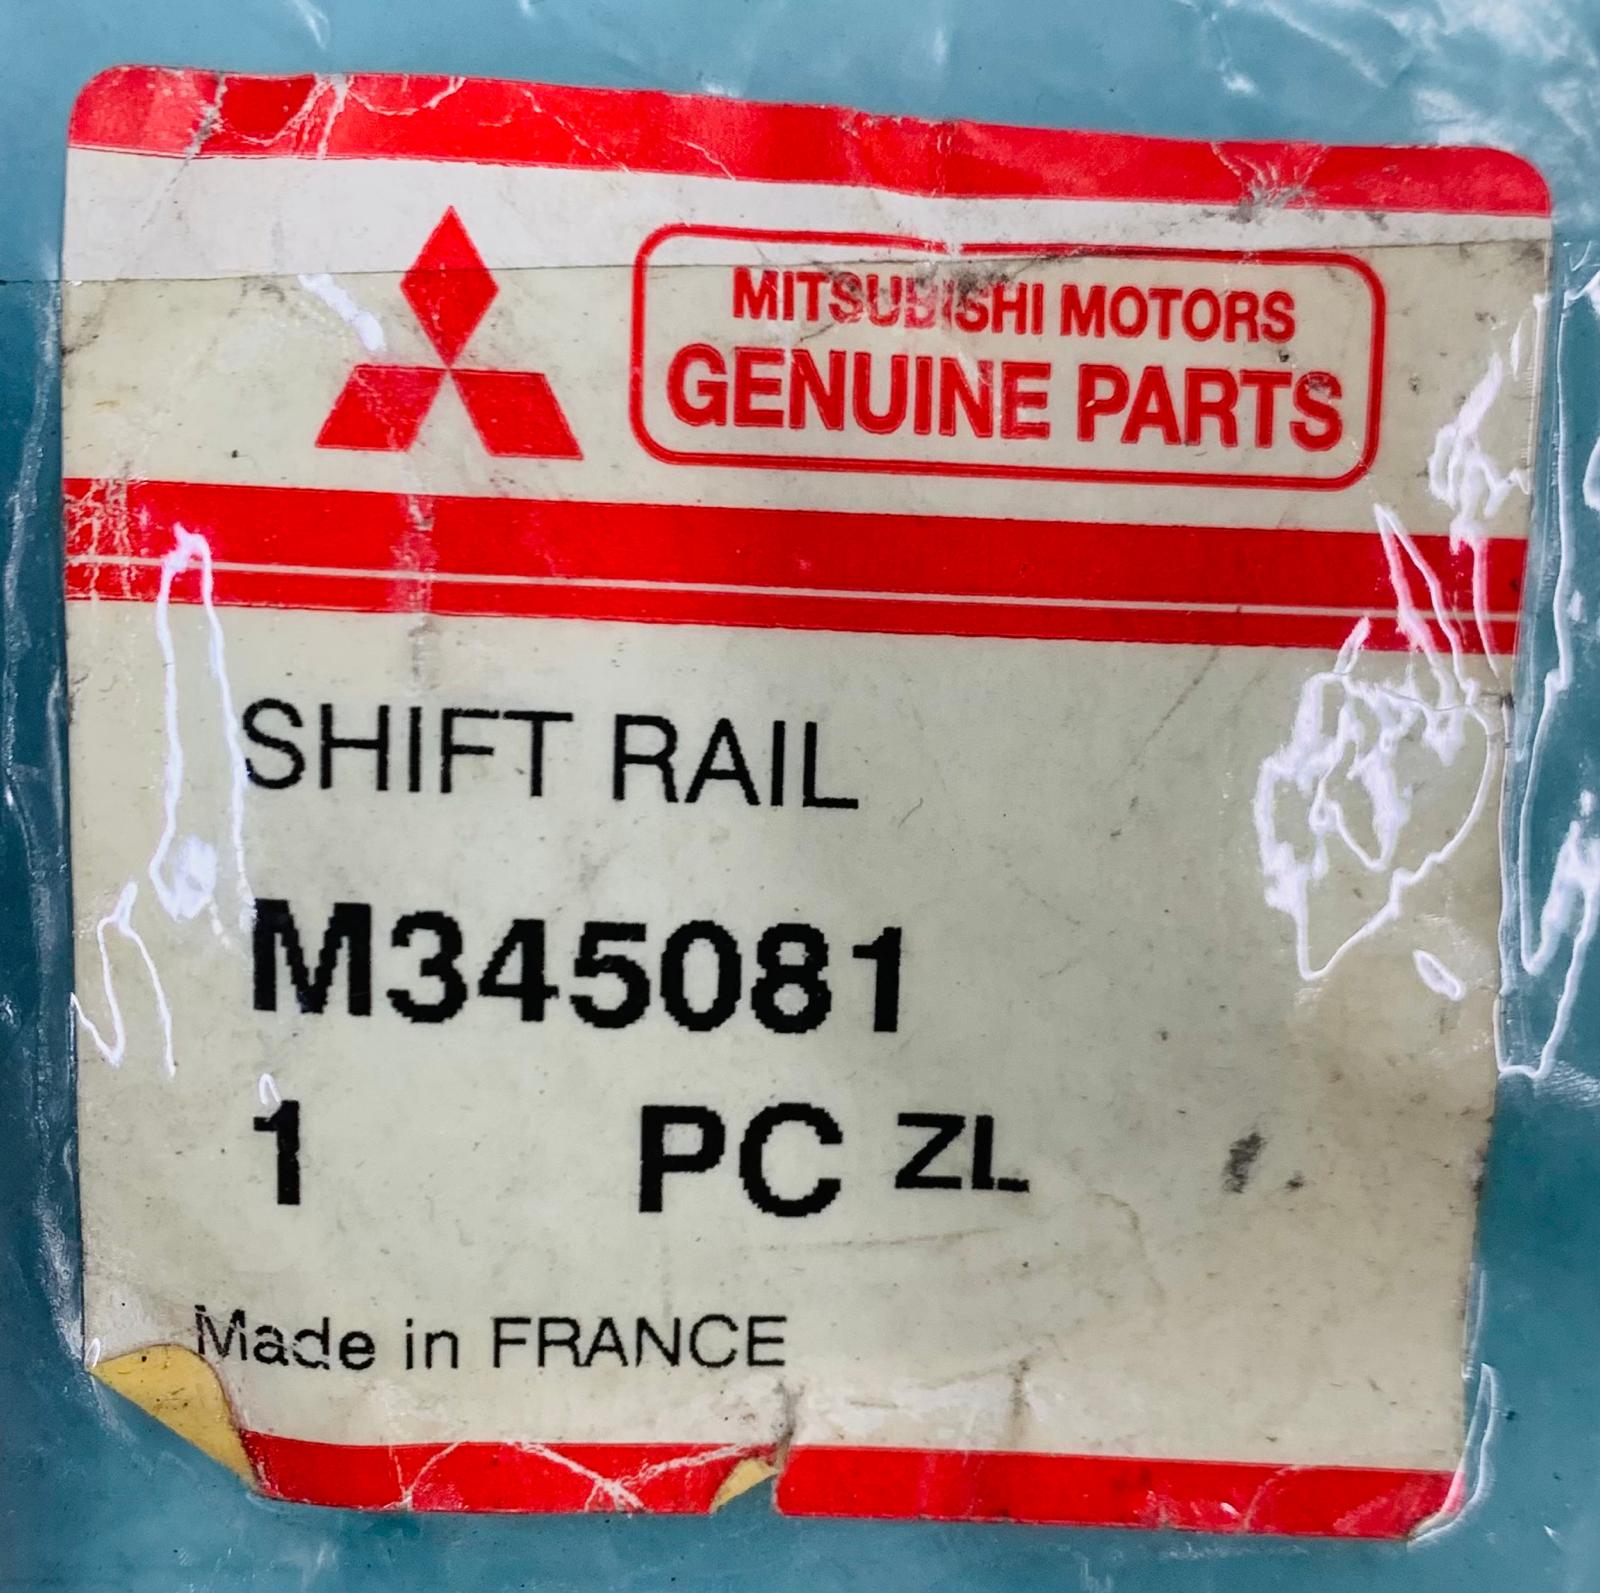 MITSUBISHI MOTORS
GENUINE PARTS
SHIFT RAIL
M345081
1 PC ZL
Made in FRANCE